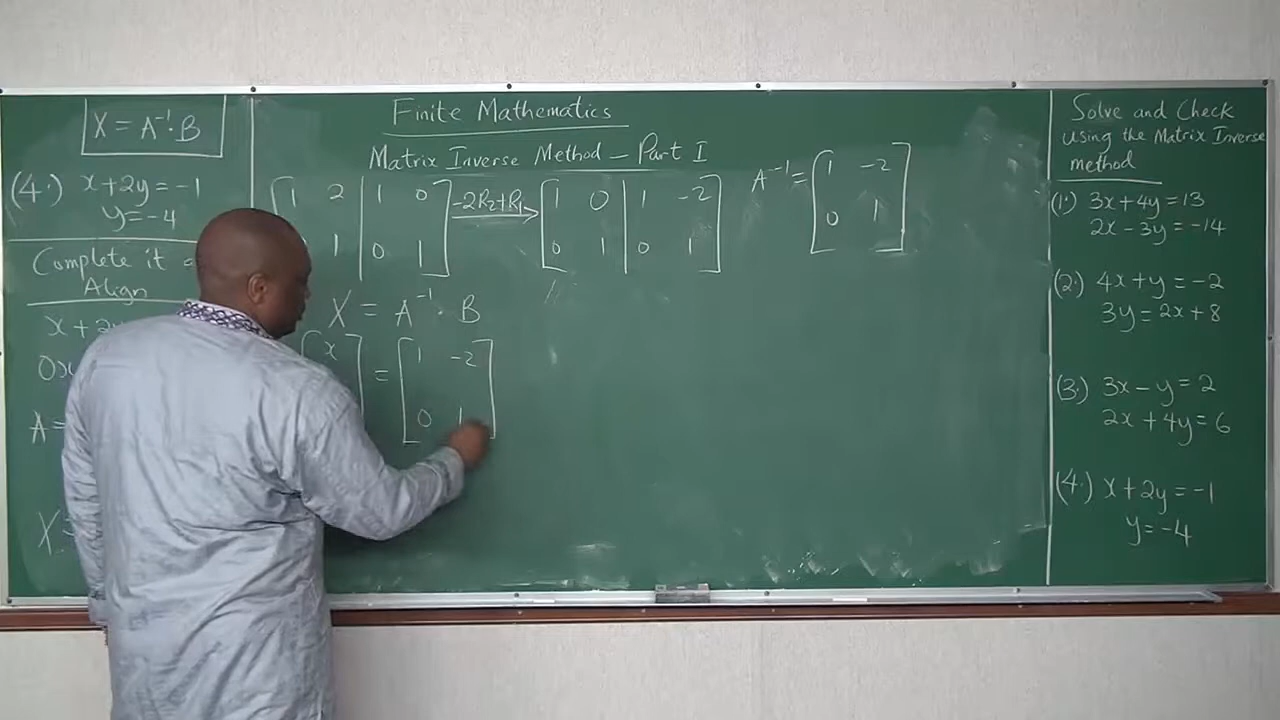 X = A⁻¹·B
(4.) x+2y=-1
y=-4
Complete it
Align
x+2
0x
A=
X=
Finite Mathematics
Matrix Inverse Method – Part I
1 2 | 1 0 -2R₂+R₁ 1 0 | 1 -2
1 | 0 1 0 1 | 0 1
A⁻¹ = 1 -2
0 1
X = A⁻¹ · B
x = 1 -2
0 1
Solve and Check
using the Matrix Inverse
method
(1.) 3x+4y=13
2x-3y=-14
(2.) 4x+y=-2
3y=2x+8
(3.) 3x-y=2
2x+4y=6
(4.) x+2y=-1
y=-4